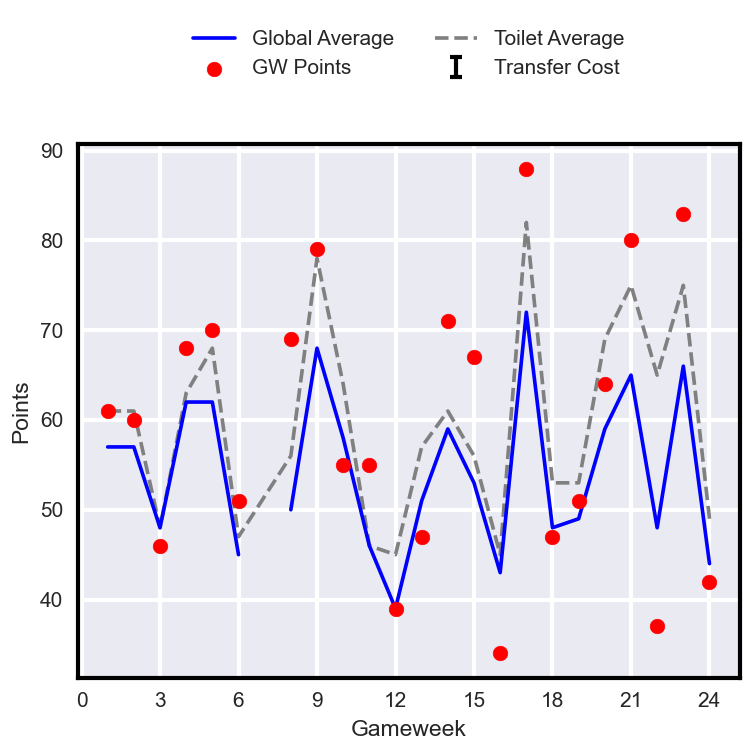 Global Average
Toilet Average
GW Points
Transfer Cost
90
80
70
60
50
40
Points
0 3 6 9 12 15 18 21 24
Gameweek